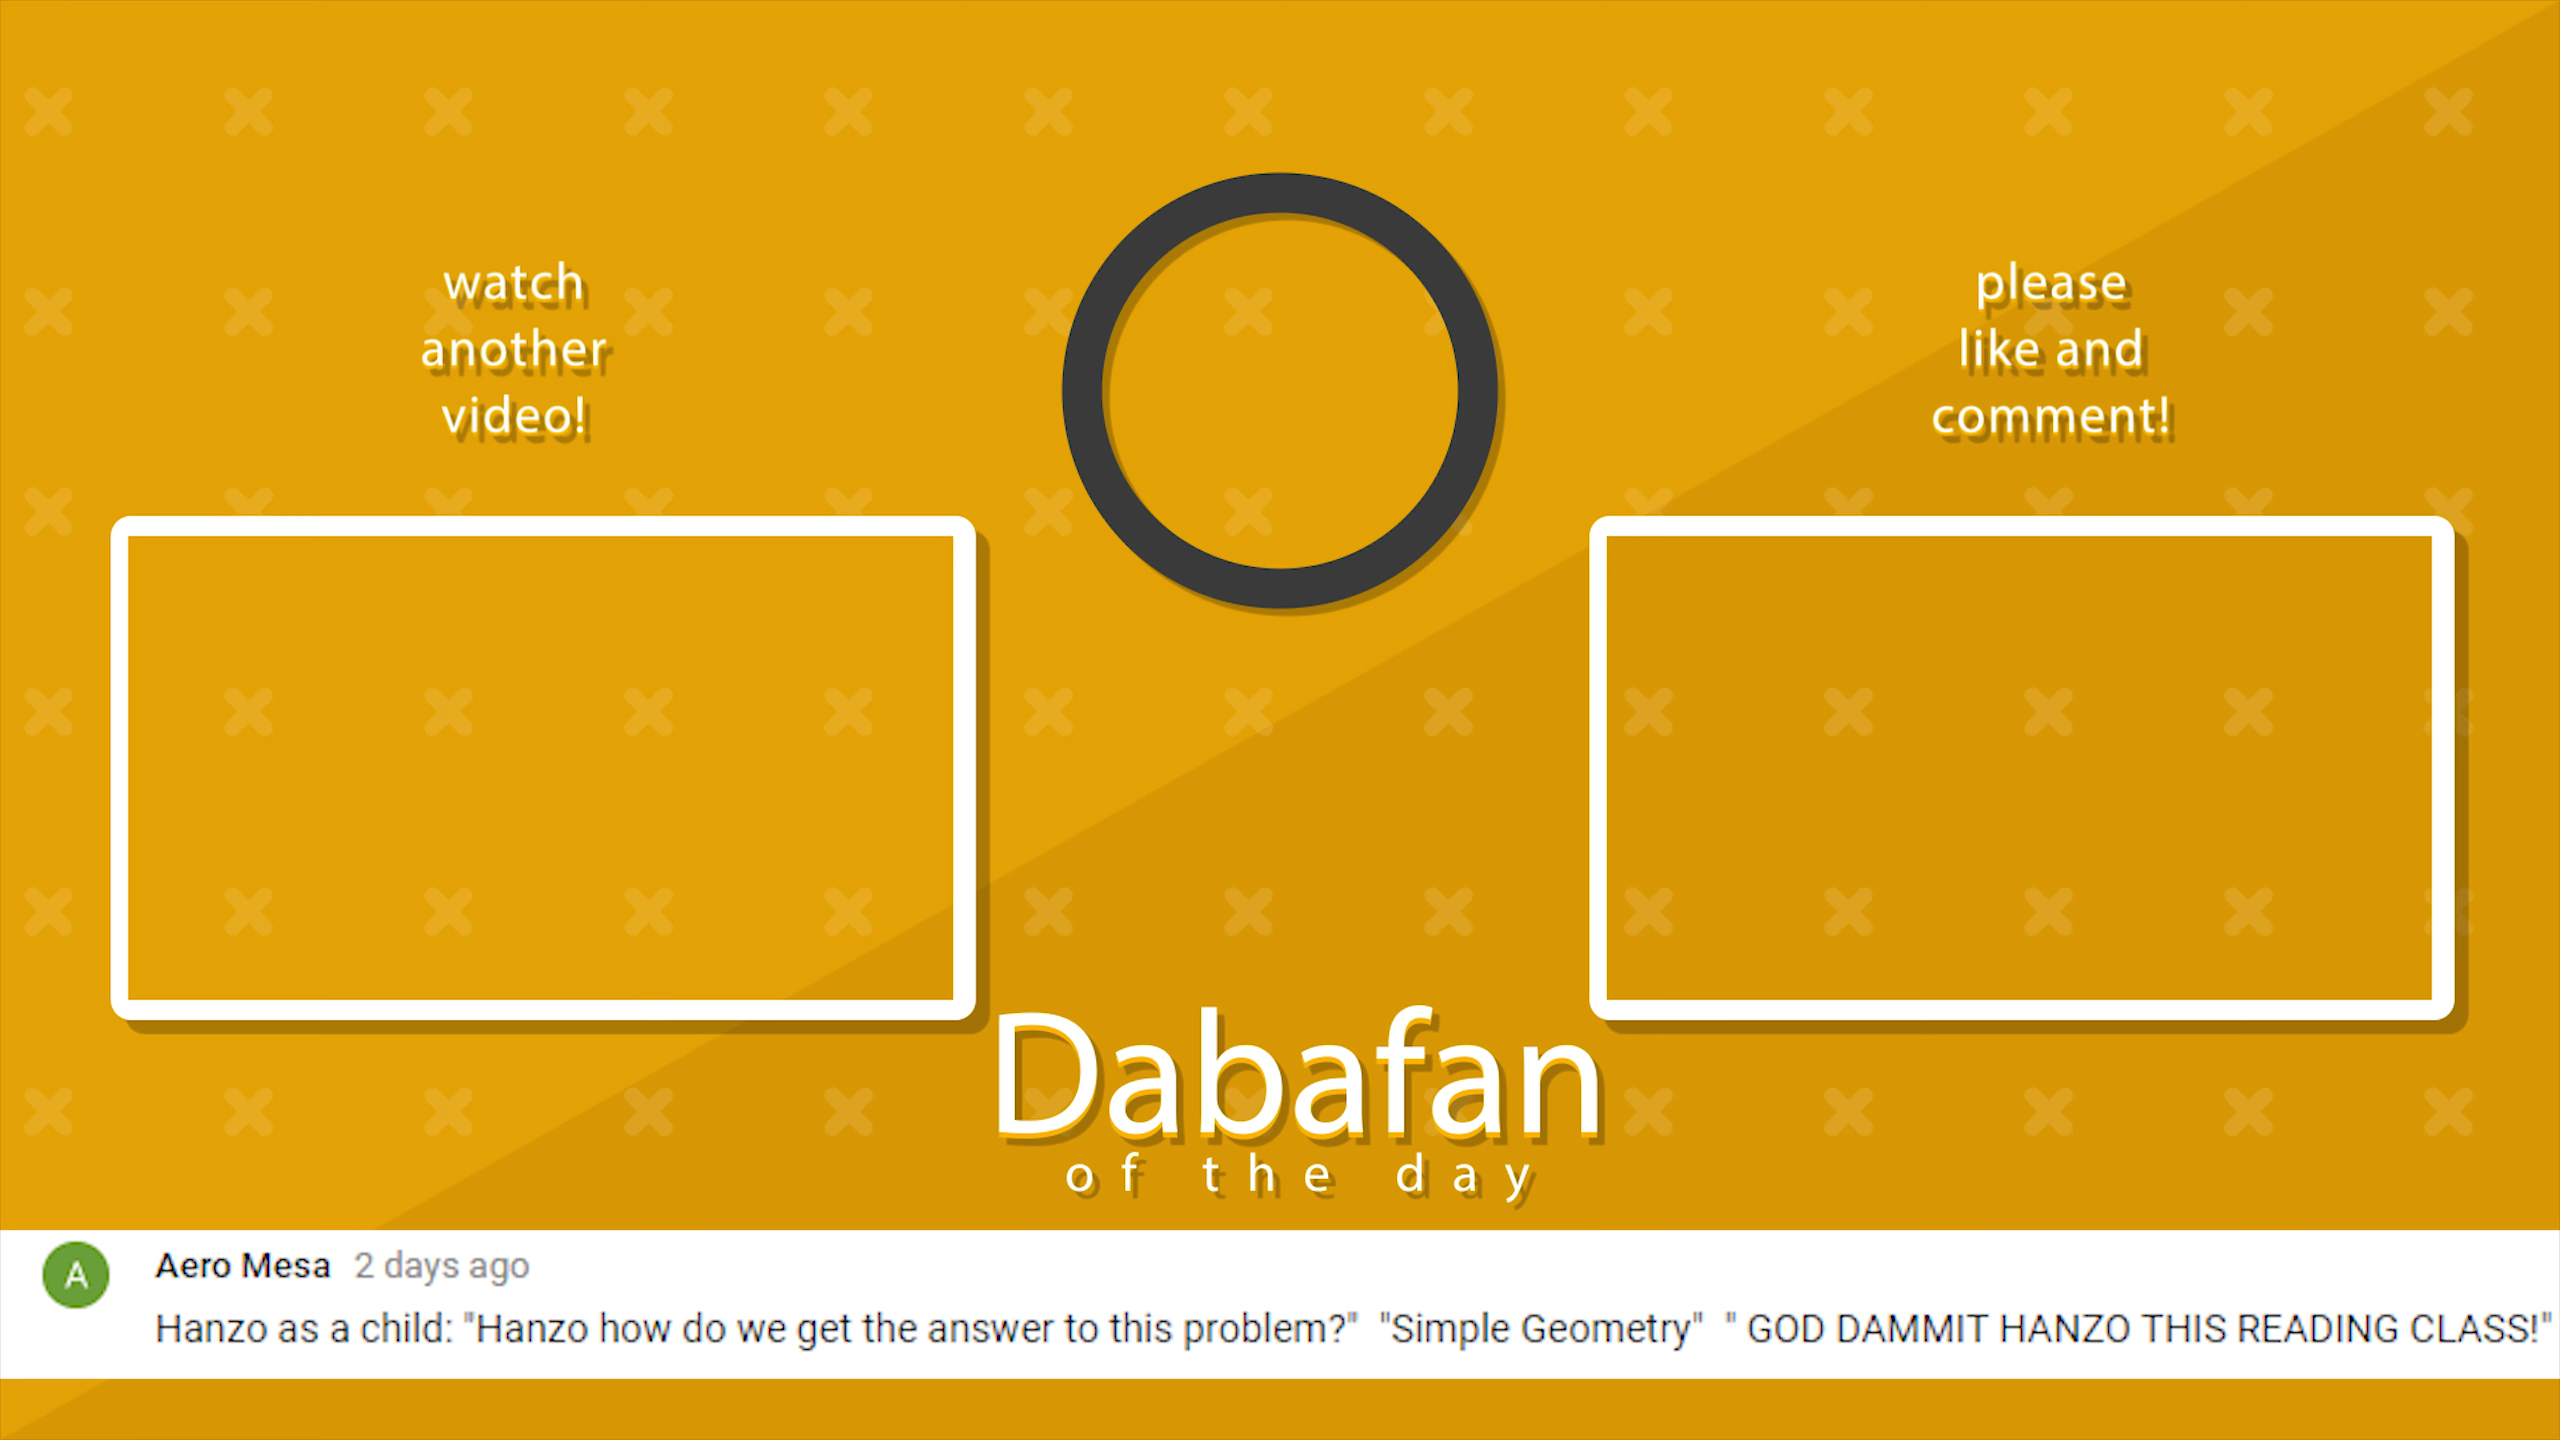 watch
another
video!
please
like and
comment!
Dabafan
of the day
A
Aero Mesa 2 days ago
Hanzo as a child: "Hanzo how do we get the answer to this problem?" "Simple Geometry" " GOD DAMMIT HANZO THIS READING CLASS!"